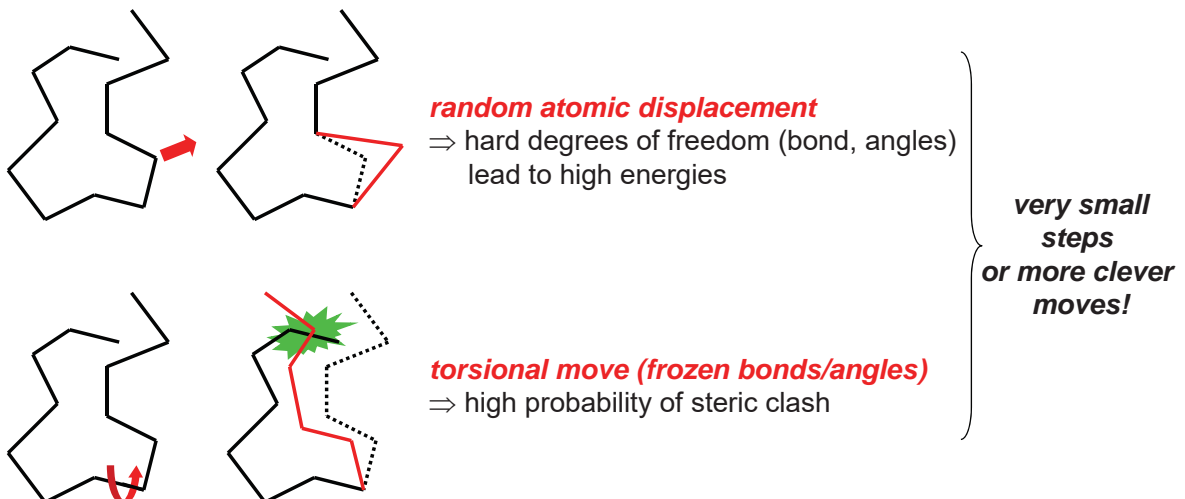 random atomic displacement
⇒ hard degrees of freedom (bond, angles)
lead to high energies
very small
steps
or more clever
moves!
torsional move (frozen bonds/angles)
⇒ high probability of steric clash